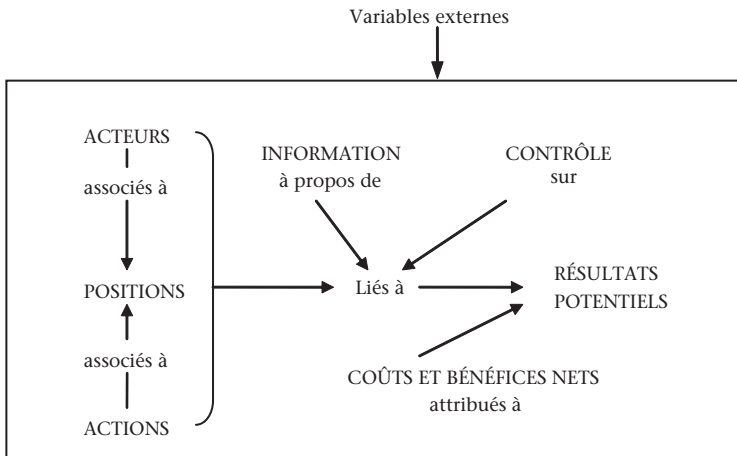 Variables externes
ACTEURS
associés à
POSITIONS
associés à
ACTIONS
INFORMATION
à propos de
CONTRÔLE
sur
Liés à
RÉSULTATS
POTENTIELS
COÛTS ET BÉNÉFICES NETS
attribués à